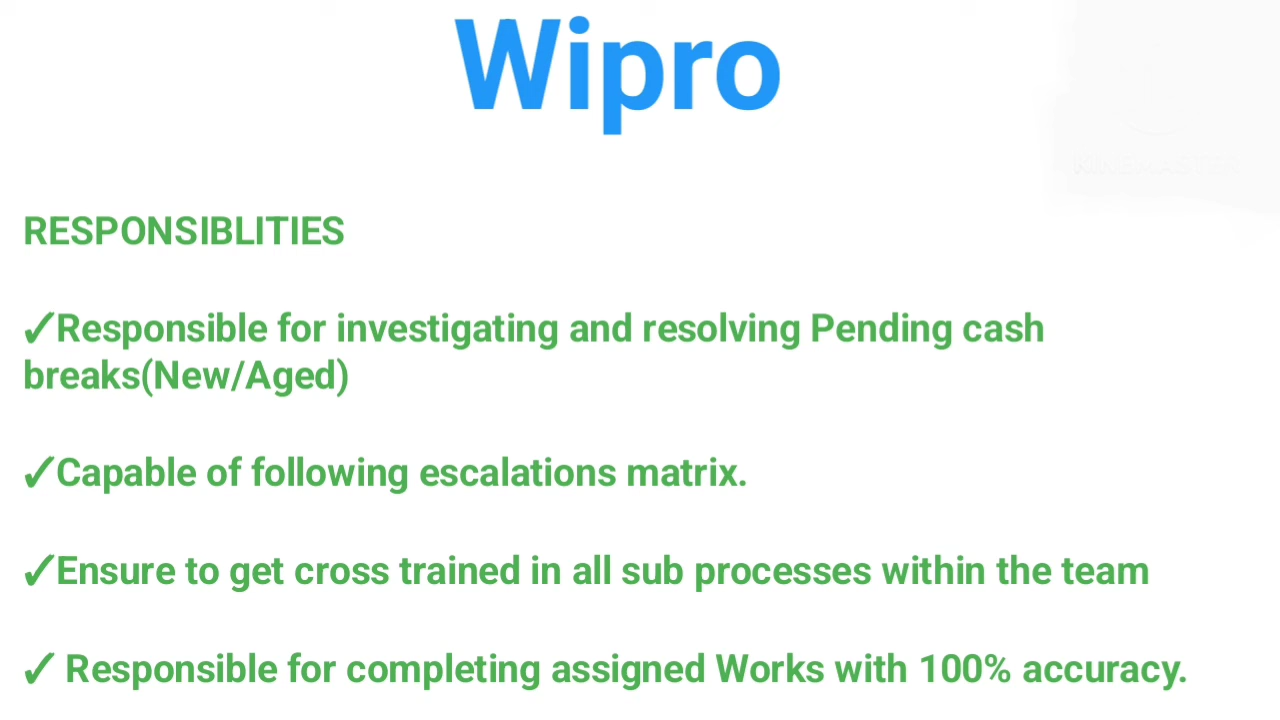 Wipro
RESPONSIBLITIES
✓Responsible for investigating and resolving Pending cash
breaks(New/Aged)
✓Capable of following escalations matrix.
✓Ensure to get cross trained in all sub processes within the team
✓ Responsible for completing assigned Works with 100% accuracy.